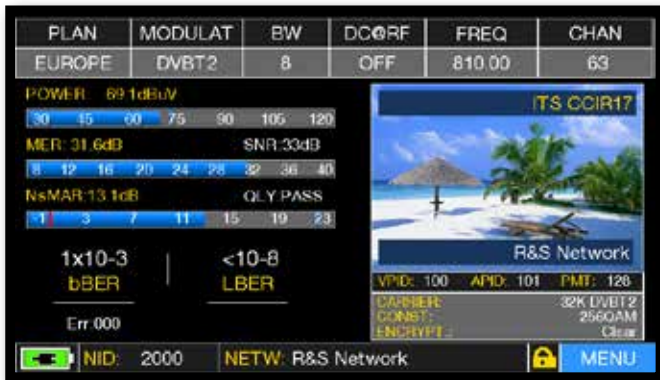 PLAN MODULAT BW DC@RF FREQ CHAN
EUROPE DVBT2 8 OFF 810.00 63
POWER: 69.1dBuV
30 45 60 75 90 105 120
MER: 31.6dB SNR:33dB
8 12 16 20 24 28 32 36 40
NsMAR:13.1dB QLY:PASS
-1 3 7 11 15 19 23
1x10-3 <10-8
bBER LBER
Err:000
ITS CCIR17
R&S Network
VPID: 100 APID: 101 PMT: 128
CARRIER: 32K DVBT2
CONST: 256QAM
ENCRYPT.: Clear
NID: 2000 NETW: R&S Network MENU